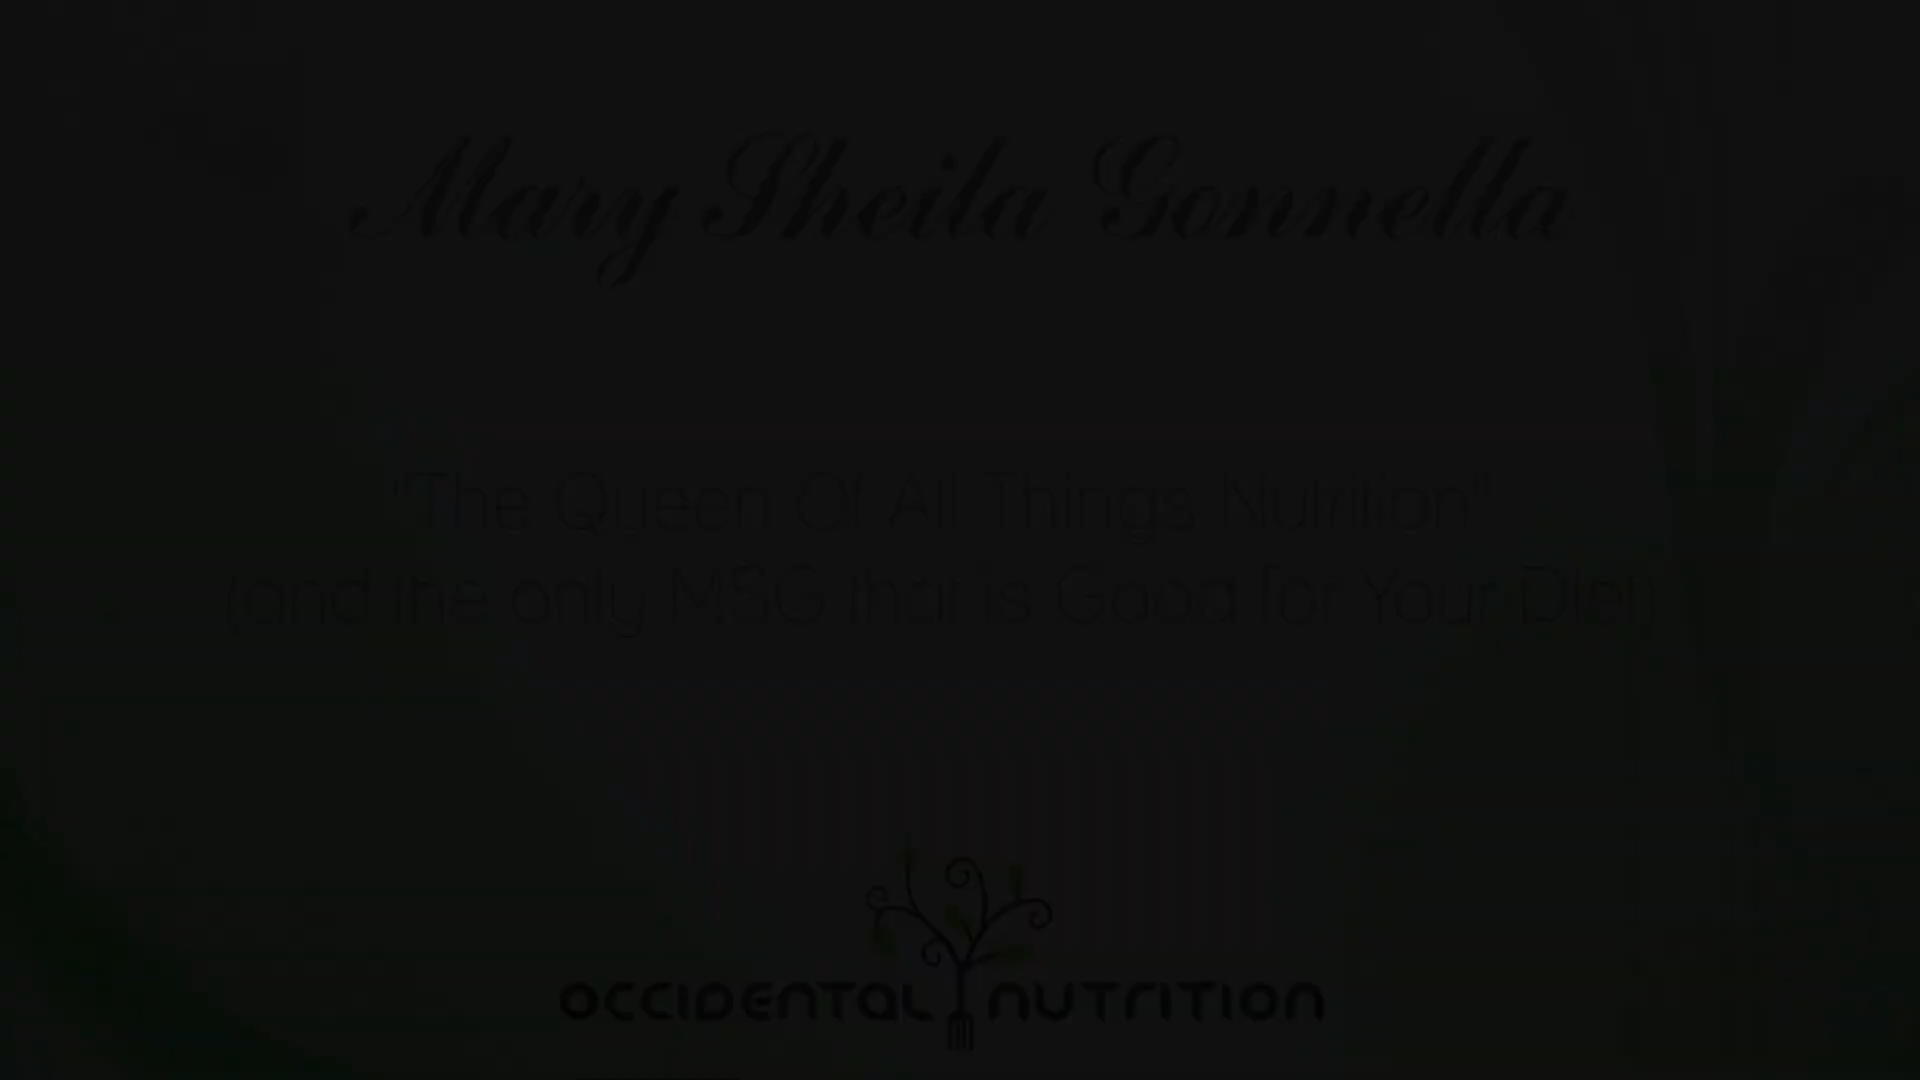 Mary Sheila Gonnella
"The Queen Of All Things Nutrition"
(and the only MSG that is Good for Your Diet)
OCCIDENTAL NUTRITION